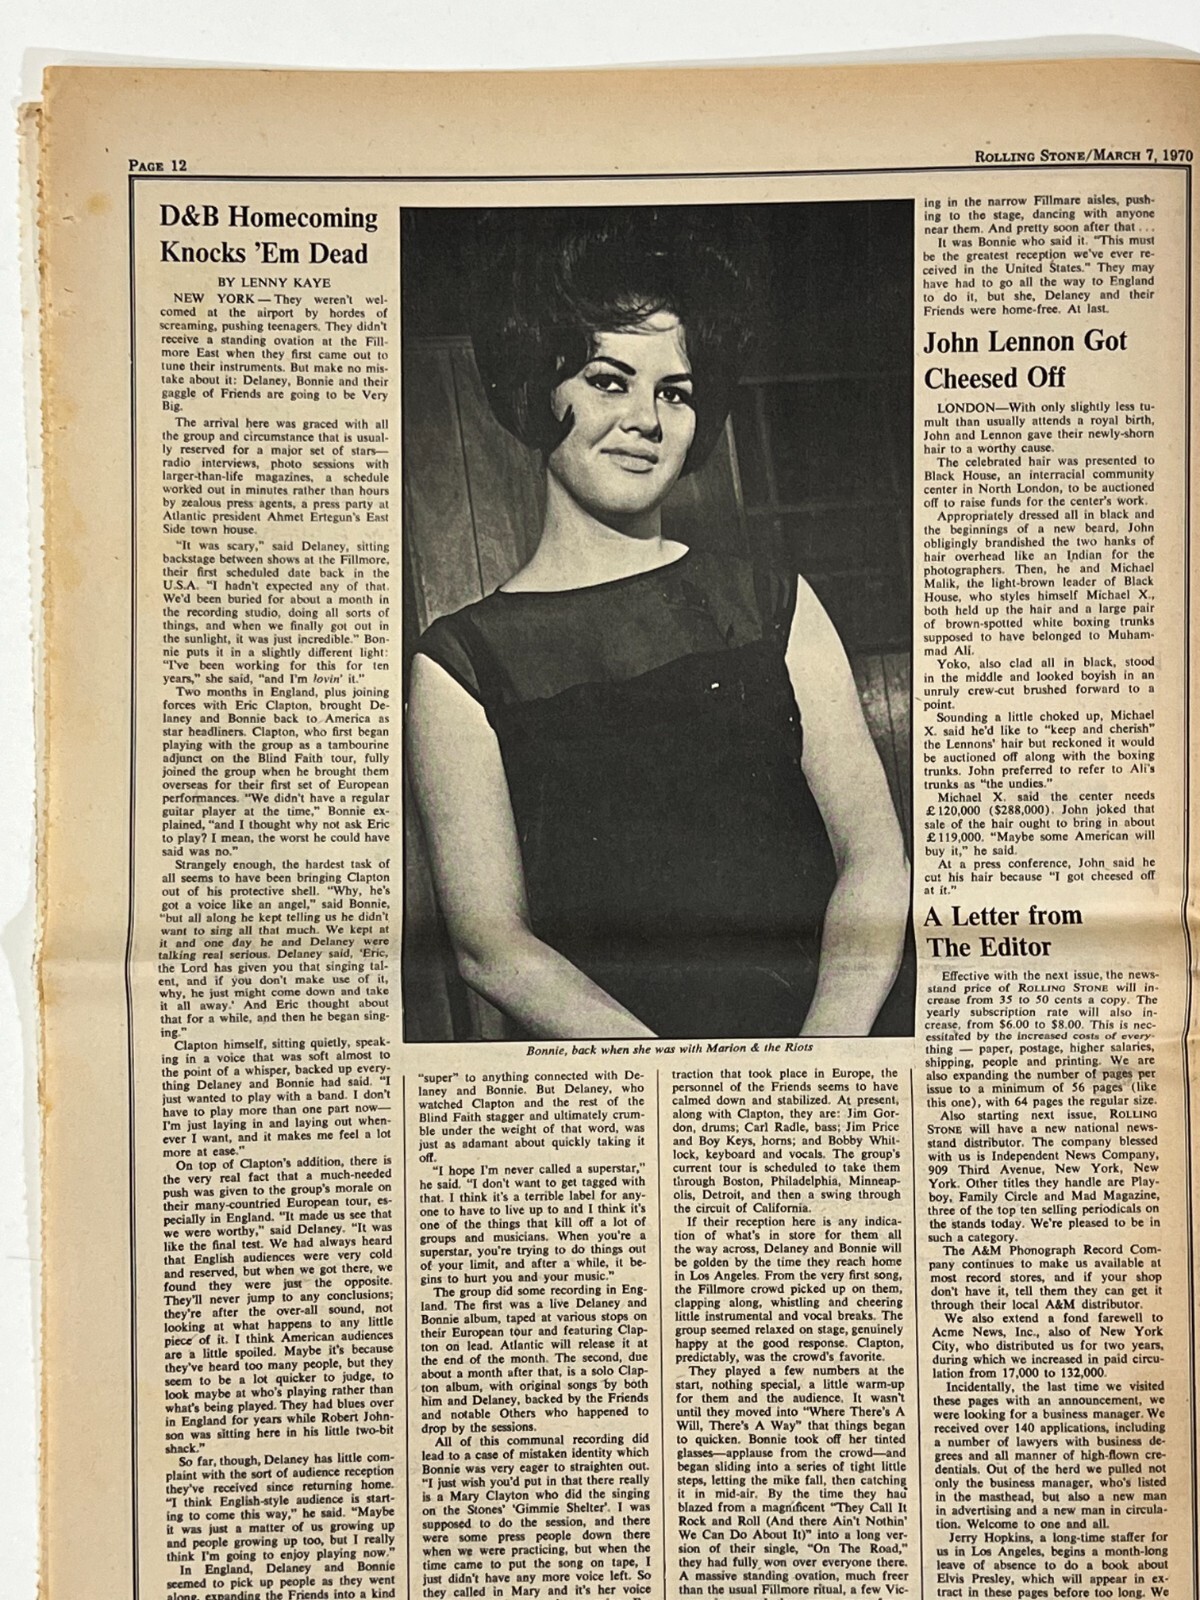 PAGE 12
ROLLING STONE/MARCH 7, 1970
D&B Homecoming
Knocks 'Em Dead
BY LENNY KAYE
NEW YORK — They weren't wel-
comed at the airport by hordes of
screaming, pushing teenagers. They didn't
receive a standing ovation at the Fill-
more East when they first came out to
tune their instruments. But make no mis-
take about it: Delaney, Bonnie and their
gaggle of Friends are going to be Very
Big.
The arrival here was graced with all
the group and circumstance that is usual-
ly reserved for a major set of stars—
radio interviews, photo sessions with
larger-than-life magazines, a schedule
worked out in minutes rather than hours
by zealous press agents, a press party at
Atlantic president Ahmet Ertegun's East
Side town house.
"It was scary," said Delaney, sitting
backstage between shows at the Fillmore,
their first scheduled date back in the
U.S.A. "I hadn't expected any of that.
We'd been buried for about a month in
the recording studio, doing all sorts of
things, and when we finally got out in
the sunlight, it was just incredible." Bon-
nie puts it in a slightly different light:
"I've been working for this for ten
years," she said, "and I'm lovin' it."
Two months in England, plus joining
forces with Eric Clapton, brought De-
laney and Bonnie back to America as
star headliners. Clapton, who first began
playing with the group as a tambourine
adjunct on the Blind Faith tour, fully
joined the group when he brought them
overseas for their first set of European
performances. "We didn't have a regular
guitar player at the time," Bonnie ex-
plained, "and I thought why not ask Eric
to play? I mean, the worst he could have
said was no."
Strangely enough, the hardest task of
all seems to have been bringing Clapton
out of his protective shell. "Why, he's
got a voice like an angel," said Bonnie,
"but all along he kept telling us he didn't
want to sing all that much. We kept at
it and one day he and Delaney were
talking real serious. Delaney said, 'Eric,
the Lord has given you that singing tal-
ent, and if you don't make use of it,
why, he just might come down and take
it all away.' And Eric thought about
that for a while, and then he began sing-
ing."
Clapton himself, sitting quietly, speak-
ing in a voice that was soft almost to
the point of a whisper, backed up every-
thing Delaney and Bonnie had said. "I
just wanted to play with a band. I don't
have to play more than one part now—
I'm just laying in and laying out when-
ever I want, and it makes me feel a lot
more at ease."
On top of Clapton's addition, there is
the very real fact that a much-needed
push was given to the group's morale on
their many-countried European tour, es-
pecially in England. "It made us see that
we were worthy," said Delaney. "It was
like the final test. We had always heard
that English audiences were very cold
and reserved, but when we got there, we
found they were just the opposite.
They'll never jump to any conclusions;
they're after the over-all sound, not
looking at what happens to any little
piece of it. I think American audiences
are a little spoiled. Maybe it's because
they've heard too many people, but they
seem to be a lot quicker to judge, to
look maybe at who's playing rather than
what's being played. They had blues over
in England for years while Robert John-
son was sitting here in his little two-bit
shack."
So far, though, Delaney has little com-
plaint with the sort of audience reception
they've received since returning home.
"I think English-style audience is start-
ing to come this way," he said. "Maybe
it was just a matter of us growing up
and people growing up too, but I really
think I'm going to enjoy playing now."
In England, Delaney and Bonnie
seemed to pick up people as they went
along, expanding the Friends into a kind
Bonnie, back when she was with Marion & the Riots
"super" to anything connected with De-
laney and Bonnie. But Delaney, who
watched Clapton and the rest of the
Blind Faith stagger and ultimately crum-
ble under the weight of that word, was
just as adamant about quickly taking it
off.
"I hope I'm never called a superstar,"
he said. "I don't want to get tagged with
that. I think it's a terrible label for any-
one to have to live up to and I think it's
one of the things that kill off a lot of
groups and musicians. When you're a
superstar, you're trying to do things out
of your limit, and after a while, it be-
gins to hurt you and your music."
The group did some recording in Eng-
land. The first was a live Delaney and
Bonnie album, taped at various stops on
their European tour and featuring Clap-
ton on lead. Atlantic will release it at
the end of the month. The second, due
about a month after that, is a solo Clap-
ton album, with original songs by both
him and Delaney, backed by the Friends
and notable Others who happened to
drop by the sessions.
All of this communal recording did
lead to a case of mistaken identity which
Bonnie was very eager to straighten out.
"I just wish you'd put in that there really
is a Mary Clayton who did the singing
on the Stones' 'Gimmie Shelter'. I was
supposed to do the session, and there
were some press people down there
when we were practicing, but when the
time came to put the song on tape, I
just didn't have any more voice left. So
they called in Mary and it's her voice
traction that took place in Europe, the
personnel of the Friends seems to have
calmed down and stabilized. At present,
along with Clapton, they are: Jim Gor-
don, drums; Carl Radle, bass; Jim Price
and Boy Keys, horns; and Bobby Whit-
lock, keyboard and vocals. The group's
current tour is scheduled to take them
through Boston, Philadelphia, Minneap-
olis, Detroit, and then a swing through
the circuit of California.
If their reception here is any indica-
tion of what's in store for them all
the way across, Delaney and Bonnie will
be golden by the time they reach home
in Los Angeles. From the very first song,
the Fillmore crowd picked up on them,
clapping along, whistling and cheering
little instrumental and vocal breaks. The
group seemed relaxed on stage, genuinely
happy at the good response. Clapton,
predictably, was the crowd's favorite.
They played a few numbers at the
start, nothing special, a little warm-up
for them and the audience. It wasn't
until they moved into "Where There's A
Will, There's A Way" that things began
to quicken. Bonnie took off her tinted
glasses—applause from the crowd—and
began sliding into a series of tight little
steps, letting the mike fall, then catching
it in mid-air. By the time they had
blazed from a magnificent "They Call It
Rock and Roll (And there Ain't Nothin'
We Can Do About It)" into a long ver-
sion of their single, "On The Road,"
they had fully won over everyone there.
A massive standing ovation, much freer
than the usual Fillmore ritual, a few Vic-
ing in the narrow Fillmare aisles, push-
ing to the stage, dancing with anyone
near them. And pretty soon after that . . .
It was Bonnie who said it. "This must
be the greatest reception we've ever re-
ceived in the United States." They may
have had to go all the way to England
to do it, but she, Delaney and their
Friends were home-free. At last.
John Lennon Got
Cheesed Off
LONDON—With only slightly less tu-
mult than usually attends a royal birth,
John and Lennon gave their newly-shorn
hair to a worthy cause.
The celebrated hair was presented to
Black House, an interracial community
center in North London, to be auctioned
off to raise funds for the center's work.
Appropriately dressed all in black and
the beginnings of a new beard, John
obligingly brandished the two hanks of
hair overhead like an Indian for the
photographers. Then, he and Michael
Malik, the light-brown leader of Black
House, who styles himself Michael X.,
both held up the hair and a large pair
of brown-spotted white boxing trunks
supposed to have belonged to Muham-
mad Ali.
Yoko, also clad all in black, stood
in the middle and looked boyish in an
unruly crew-cut brushed forward to a
point.
Sounding a little choked up, Michael
X. said he'd like to "keep and cherish"
the Lennons' hair but reckoned it would
be auctioned off along with the boxing
trunks. John preferred to refer to Ali's
trunks as "the undies."
Michael X. said the center needs
£120,000 ($288,000). John joked that
sale of the hair ought to bring in about
£119,000. "Maybe some American will
buy it," he said.
At a press conference, John said he
cut his hair because "I got cheesed off
at it."
A Letter from
The Editor
Effective with the next issue, the news-
stand price of ROLLING STONE will in-
crease from 35 to 50 cents a copy. The
yearly subscription rate will also in-
crease, from $6.00 to $8.00. This is nec-
essitated by the increased costs of every-
thing — paper, postage, higher salaries,
shipping, people and printing. We are
also expanding the number of pages per
issue to a minimum of 56 pages (like
this one), with 64 pages the regular size.
Also starting next issue, ROLLING
STONE will have a new national news-
stand distributor. The company blessed
with us is Independent News Company,
909 Third Avenue, New York, New
York. Other titles they handle are Play-
boy, Family Circle and Mad Magazine,
three of the top ten selling periodicals on
the stands today. We're pleased to be in
such a category.
The A&M Phonograph Record Com-
pany continues to make us available at
most record stores, and if your shop
don't have it, tell them they can get it
through their local A&M distributor.
We also extend a fond farewell to
Acme News, Inc., also of New York
City, who distributed us for two years,
during which we increased in paid circu-
lation from 17,000 to 132,000.
Incidentally, the last time we visited
these pages with an announcement, we
were looking for a business manager. We
received over 140 applications, including
a number of lawyers with business de-
grees and all manner of high-flown cre-
dentials. Out of the herd we pulled not
only the business manager, who's listed
in the masthead, but also a new man
in advertising and a new man in circula-
tion. Welcome to one and all.
Jerry Hopkins, a long-time staffer for
us in Los Angeles, begins a month-long
leave of absence to do a book about
Elvis Presley, which will appear in ex-
tract in these pages before too long. We